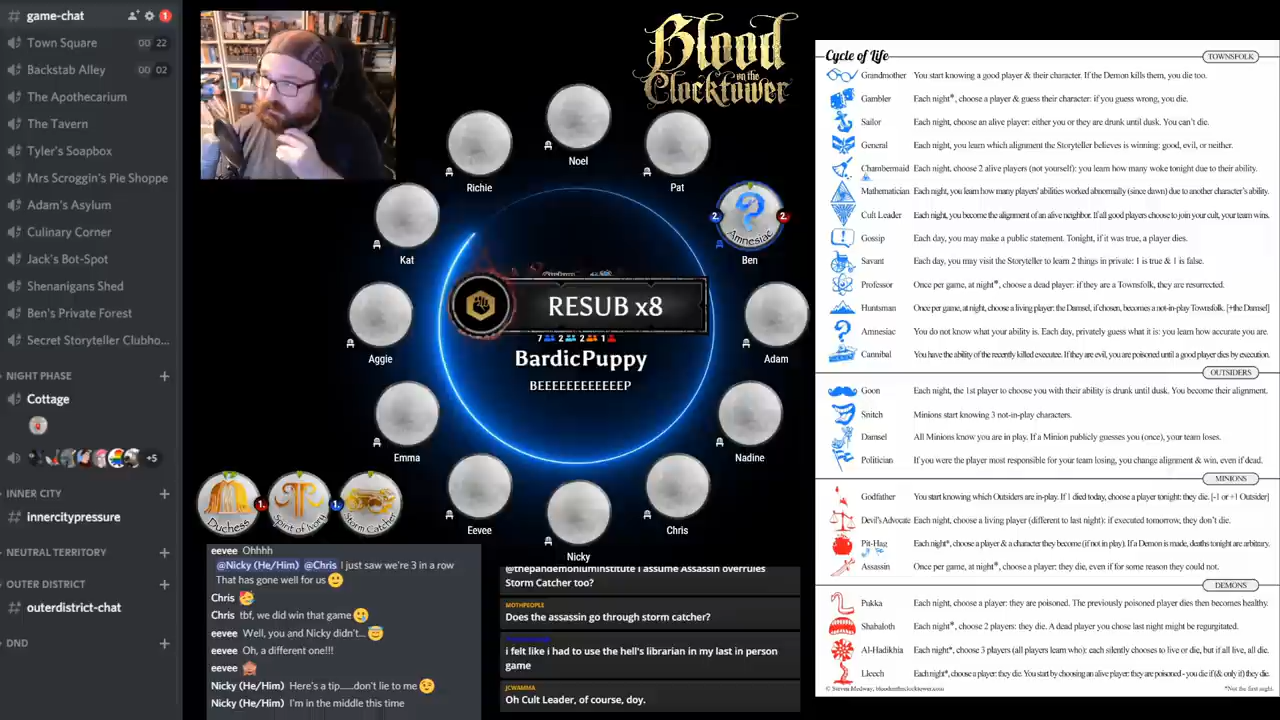 # game-chat 1
Town Square 00 22
Backstab Alley 00 02
The Apothecarium
The Tavern
Tyler's Soapbox
Mrs Scroggin's Pie Shoppe
Adam's Asylum
Culinary Corner
The Bot-Spot
Shenanigans Shed
Ben's Private Forest
Secret Storyteller Clubho...
NIGHT PHASE
Cottage
+5
INNER CITY
# innercitypressure
NEUTRAL TERRITORY
OUTER DISTRICT
# outerdistrict-chat
DND
Blood
on the
Clocktower
Noel
Richie
Pat
Kat
Amnesiac
2.
2.
Ben
Aggie
Adam
Emma
Nadine
Eevee
Chris
Nicky
RESUB x8
7 2 2 1
BardicPuppy
BEEEEEEEEEEEP
Duchess 1.
Spirit of Ivory 1.
Storm Catcher
eevee Ohhhh
@Nicky (He/Him) @Chris I just saw we're 3 in a row
That has gone well for us
Chris
Chris tbf, we did win that game
eevee Well, you and Nicky didn't...
eevee Oh, a different one!!!
eevee
Nicky (He/Him) Here's a tip......don't lie to me
Nicky (He/Him) I'm in the middle this time
@thepandemoniuminstitute I assume Assassin overrules
Storm Catcher too?
MOTHPEOPLE
Does the assassin go through storm catcher?
i felt like i had to use the hell's librarian in my last in person
game
JCWAMMA
Oh Cult Leader, of course, doy.
Cycle of Life
TOWNSFOLK
Grandmother You start knowing a good player & their character. If the Demon kills them, you die too.
Gambler Each night*, choose a player & guess their character: if you guess wrong, you die.
Sailor Each night, choose an alive player: either you or they are drunk until dusk. You can't die.
General Each night, you learn which alignment the Storyteller believes is winning: good, evil, or neither.
Chambermaid Each night, choose 2 alive players (not yourself): you learn how many woke tonight due to their ability.
Mathematician Each night, you learn how many players' abilities worked abnormally (since dawn) due to another character's ability.
Cult Leader Each night, you become the alignment of an alive neighbor. If all good players choose to join your cult, your team wins.
Gossip Each day, you may make a public statement. Tonight, if it was true, a player dies.
Savant Each day, you may visit the Storyteller to learn 2 things in private: 1 is true & 1 is false.
Professor Once per game, at night*, choose a dead player: if they are a Townsfolk, they are resurrected.
Huntsman Once per game, at night, choose a living player: the Damsel, if chosen, becomes a not-in-play Townsfolk. [+the Damsel]
Amnesiac You do not know what your ability is. Each day, privately guess what it is: you learn how accurate you are.
Cannibal You have the ability of the recently killed executee. If they are evil, you are poisoned until a good player dies by execution.
OUTSIDERS
Goon Each night, the 1st player to choose you with their ability is drunk until dusk. You become their alignment.
Snitch Minions start knowing 3 not-in-play characters.
Damsel All Minions know you are in play. If a Minion publicly guesses you (once), your team loses.
Politician If you were the player most responsible for your team losing, you change alignment & win, even if dead.
MINIONS
Godfather You start knowing which Outsiders are in-play. If 1 died today, choose a player tonight: they die. [-1 or +1 Outsider]
Devil's Advocate Each night, choose a living player (different to last night): if executed tomorrow, they don't die.
Pit-Hag Each night*, choose a player & a character they become (if not in play). If a Demon is made, deaths tonight are arbitrary.
Assassin Once per game, at night*, choose a player: they die, even if for some reason they could not.
DEMONS
Pukka Each night, choose a player: they are poisoned. The previously poisoned player dies then becomes healthy.
Shabaloth Each night*, choose 2 players: they die. A dead player you chose last night might be regurgitated.
Al-Hadikhia Each night*, choose 3 players (all players learn who): each silently chooses to live or die, but if all live, all die.
Lleech Each night*, choose a player: they die. You start by choosing an alive player: they are poisoned - you die if (& only if) they die.
© Steven Medway, bloodontheclocktower.com
*Not the first night.